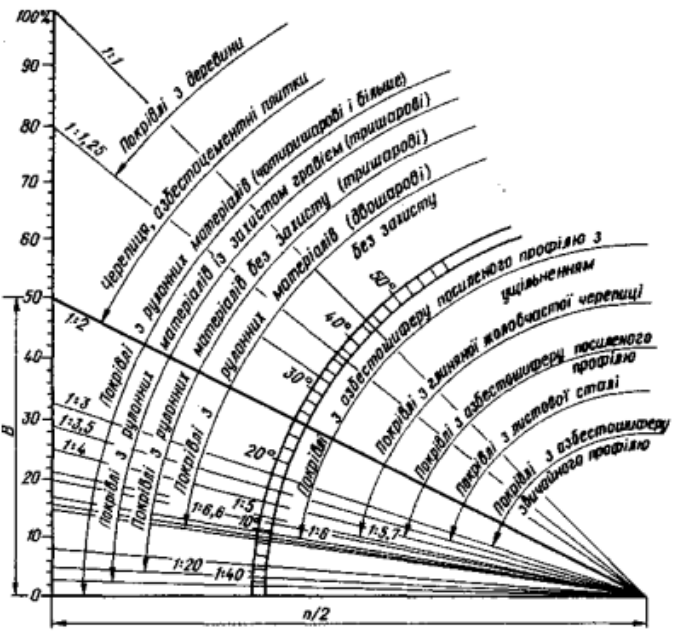 100%
90
80
70
60
50
40
30
20
10
0
В
n/2
1:1
1:1,25
1:2
1:3
1:3,5
1:4
1:5
1:6,6
1:6
1:5,7
1:20
1:40
50°
40°
30°
20°
10°
Покрівлі з деревини
Черепиця, азбестоцементні плитки
Покрівлі з рулонних матеріалів (чотиришарові і більше)
Покрівлі з рулонних матеріалів із захистом гравієм (тришарові)
Покрівлі з рулонних матеріалів без захисту (тришарові)
Покрівлі з рулонних матеріалів (двошарові)
без захисту
Покрівлі з азбестошиферу посиленого профілю з
ущільненням
Покрівлі з глиняної жолобчастої черепиці
Покрівлі з азбестошиферу посиленого
профілю
Покрівлі з листової сталі
Покрівлі з азбестошиферу
звичайного профілю